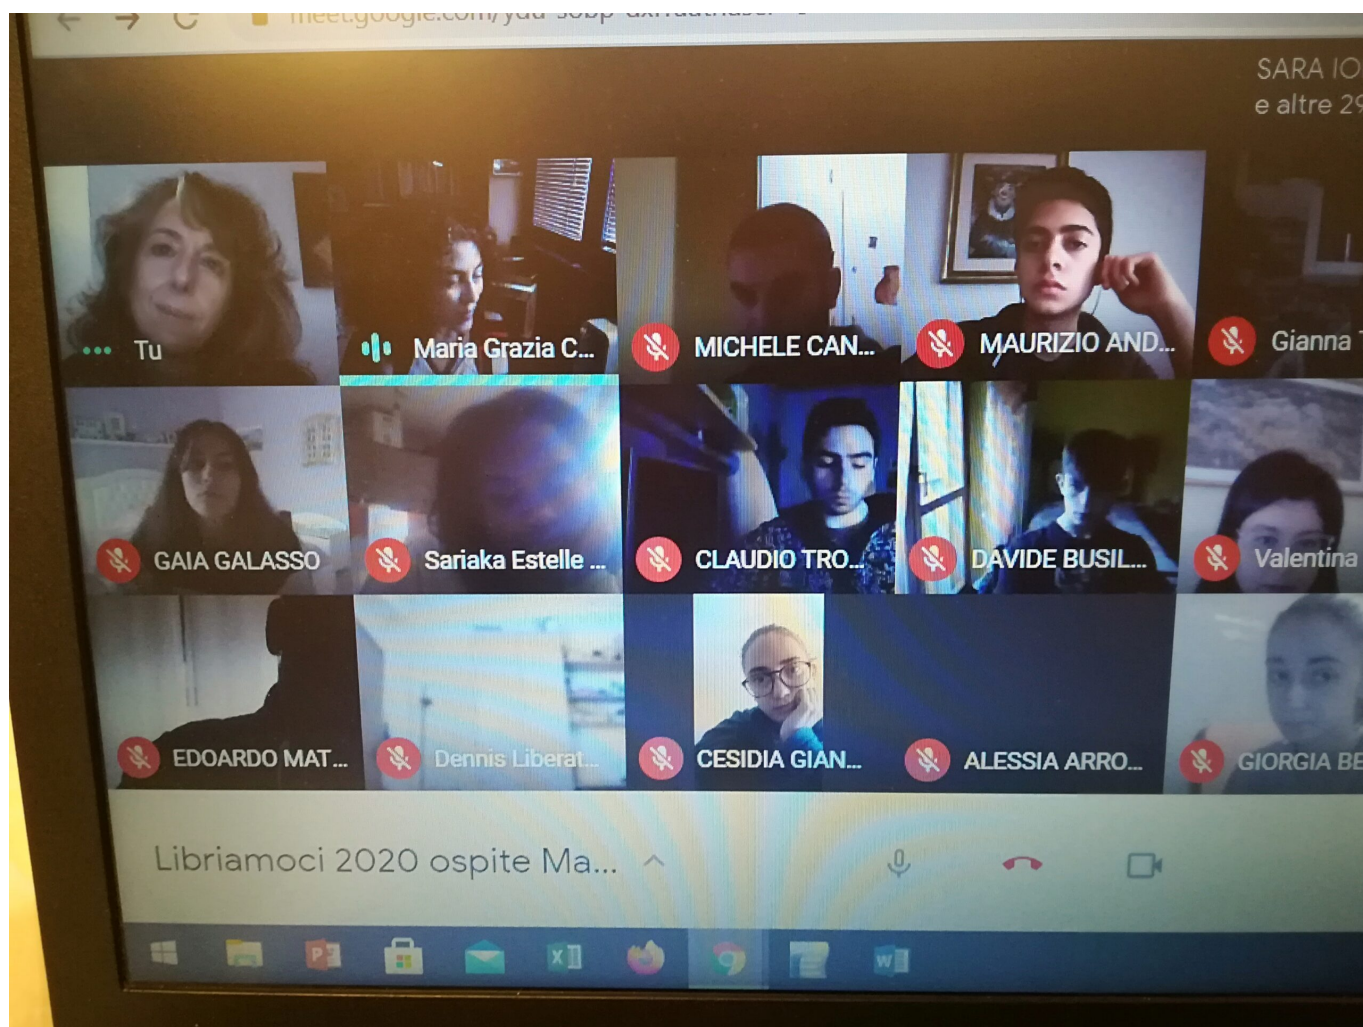 SARA IO
e altre 29
Tu
Maria Grazia C...
MICHELE CAN...
MAURIZIO AND...
Gianna
GAIA GALASSO
Sariaka Estelle ...
CLAUDIO TRO...
DAVIDE BUSIL...
Valentina
EDOARDO MAT...
Dennis Liberat...
CESIDIA GIAN...
ALESSIA ARRO...
GIORGIA BE
Libriamoci 2020 ospite Ma...